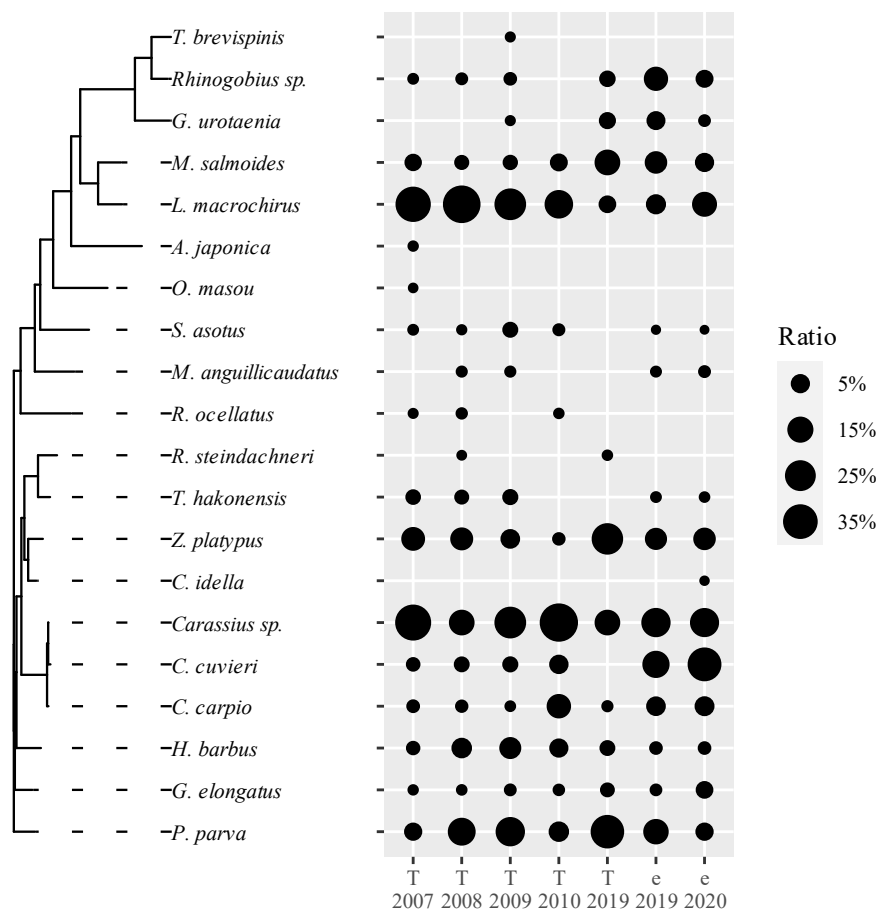 T. brevispinis
Rhinogobius sp.
G. urotaenia
M. salmoides
L. macrochirus
A. japonica
O. masou
S. asotus
M. anguillicaudatus
R. ocellatus
R. steindachneri
T. hakonensis
Z. platypus
C. idella
Carassius sp.
C. cuvieri
C. carpio
H. barbus
G. elongatus
P. parva
T T T T T e e
2007 2008 2009 2010 2019 2019 2020
Ratio
5%
15%
25%
35%